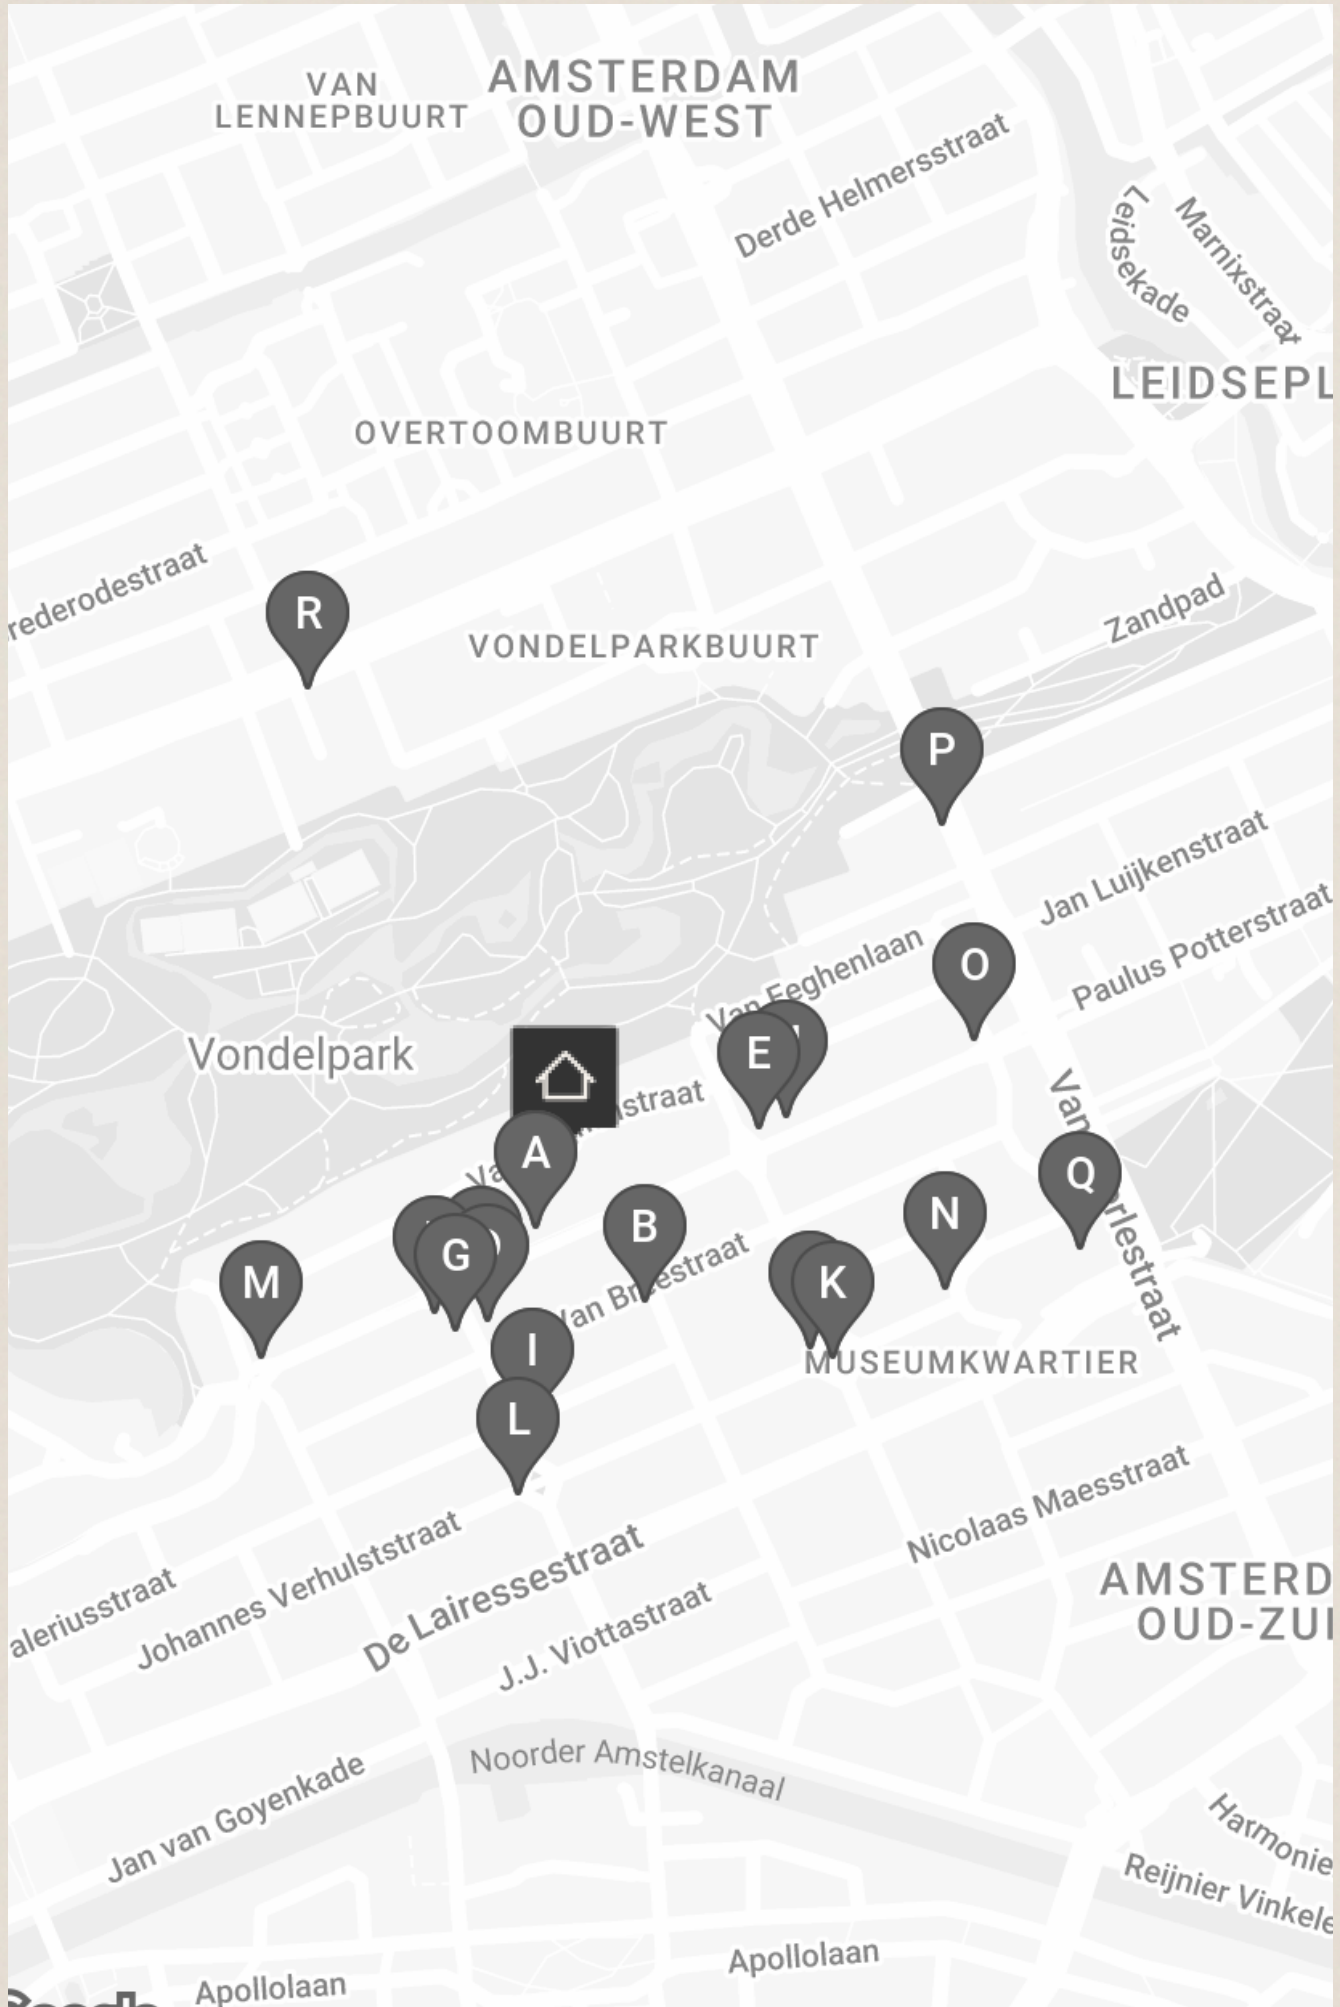 VAN
LENNEPBUURT
AMSTERDAM
OUD-WEST
Derde Helmersstraat
Leidsekade
Marnixstraat
LEIDSEPL
OVERTOOMBUURT
rederodestraat
R
VONDELPARKBUURT
Zandpad
P
Jan Luijkenstraat
Paulus Potterstraat
O
Van Eeghenlaan
E
Vondelpark
A
B
N
Q
G
M
K
I
Van Breestraat
MUSEUMKWARTIER
L
Nicolaas Maesstraat
Johannes Verhulststraat
De Lairessestraat
aleriusstraat
J.J. Viottastraat
AMSTERD
OUD-ZUI
Noorder Amstelkanaal
Jan van Goyenkade
Harmonie
Reijnier Vinkele
Apollolaan
Apollolaan